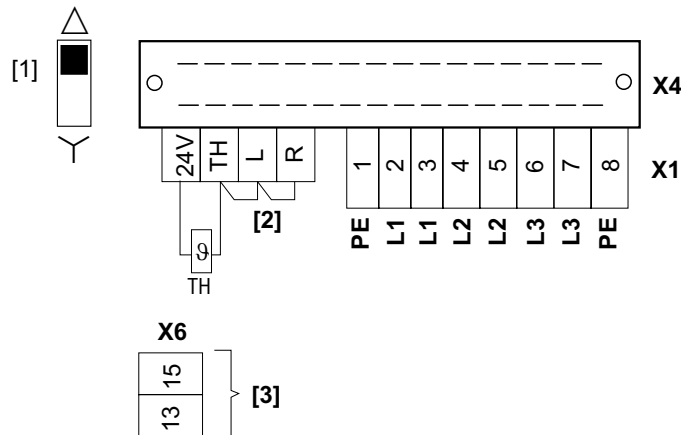 [1]
X4
24V TH L R 1 2 3 4 5 6 7 8 X1
[2]
PE L1 L1 L2 L2 L3 L3 PE
ϑ
TH
X6
15
[3]
13